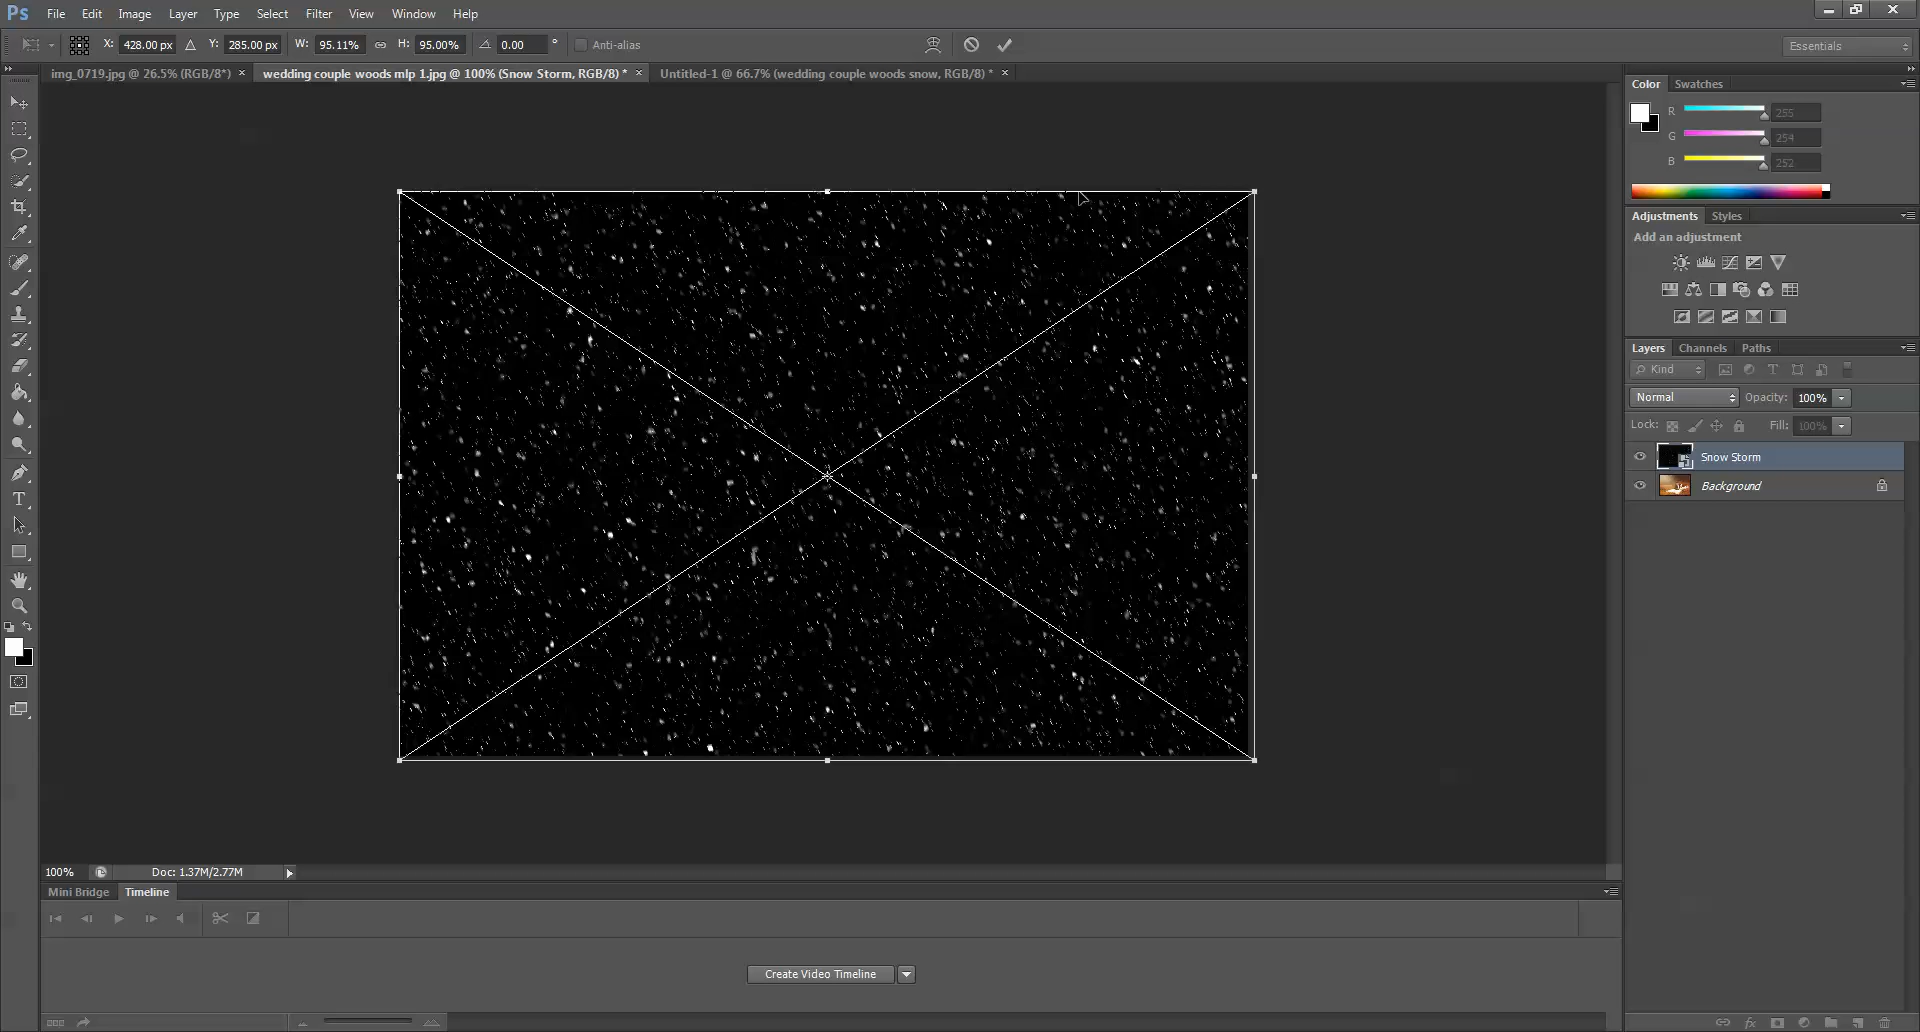 Ps File Edit Image Layer Type Select Filter View Window Help
X: 428.00 px Y: 285.00 px W: 95.11% H: 95.00% 0.00 ° Anti-alias Essentials
img_0719.jpg @ 26.5% (RGB/8*) × wedding couple woods mlp 1.jpg @ 100% (Snow Storm, RGB/8) * × Untitled-1 @ 66.7% (wedding couple woods snow, RGB/8) * ×
Color Swatches
R 255
G 254
B 252
Adjustments Styles
Add an adjustment
Layers Channels Paths
Kind
Normal Opacity: 100%
Lock: Fill: 100%
Snow Storm
Background
100% Doc: 1.37M/2.77M
Mini Bridge Timeline
Create Video Timeline